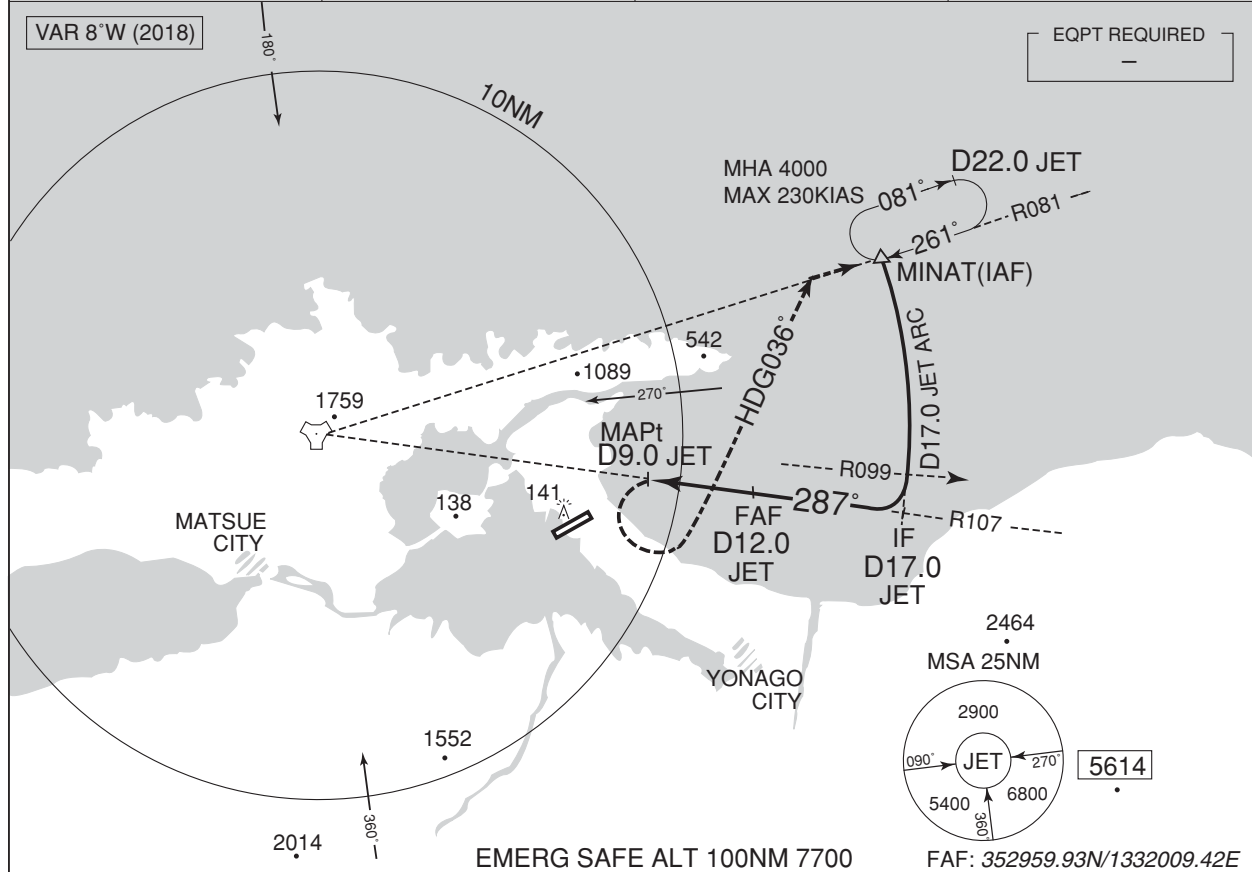 VAR 8°W (2018)
180°
EQPT REQUIRED
–
10NM
MHA 4000
MAX 230KIAS
D22.0 JET
081°
261°
R081
MINAT(IAF)
HDG036°
D17.0 JET ARC
542
1089
270°
1759
MAPt
D9.0 JET
R099
287°
141
138
FAF
D12.0
JET
IF
D17.0
JET
R107
MATSUE
CITY
YONAGO
CITY
2464
MSA 25NM
2900
JET
090°
270°
5400
6800
360°
5614
1552
360°
2014
EMERG SAFE ALT 100NM 7700
FAF: 352959.93N/1332009.42E